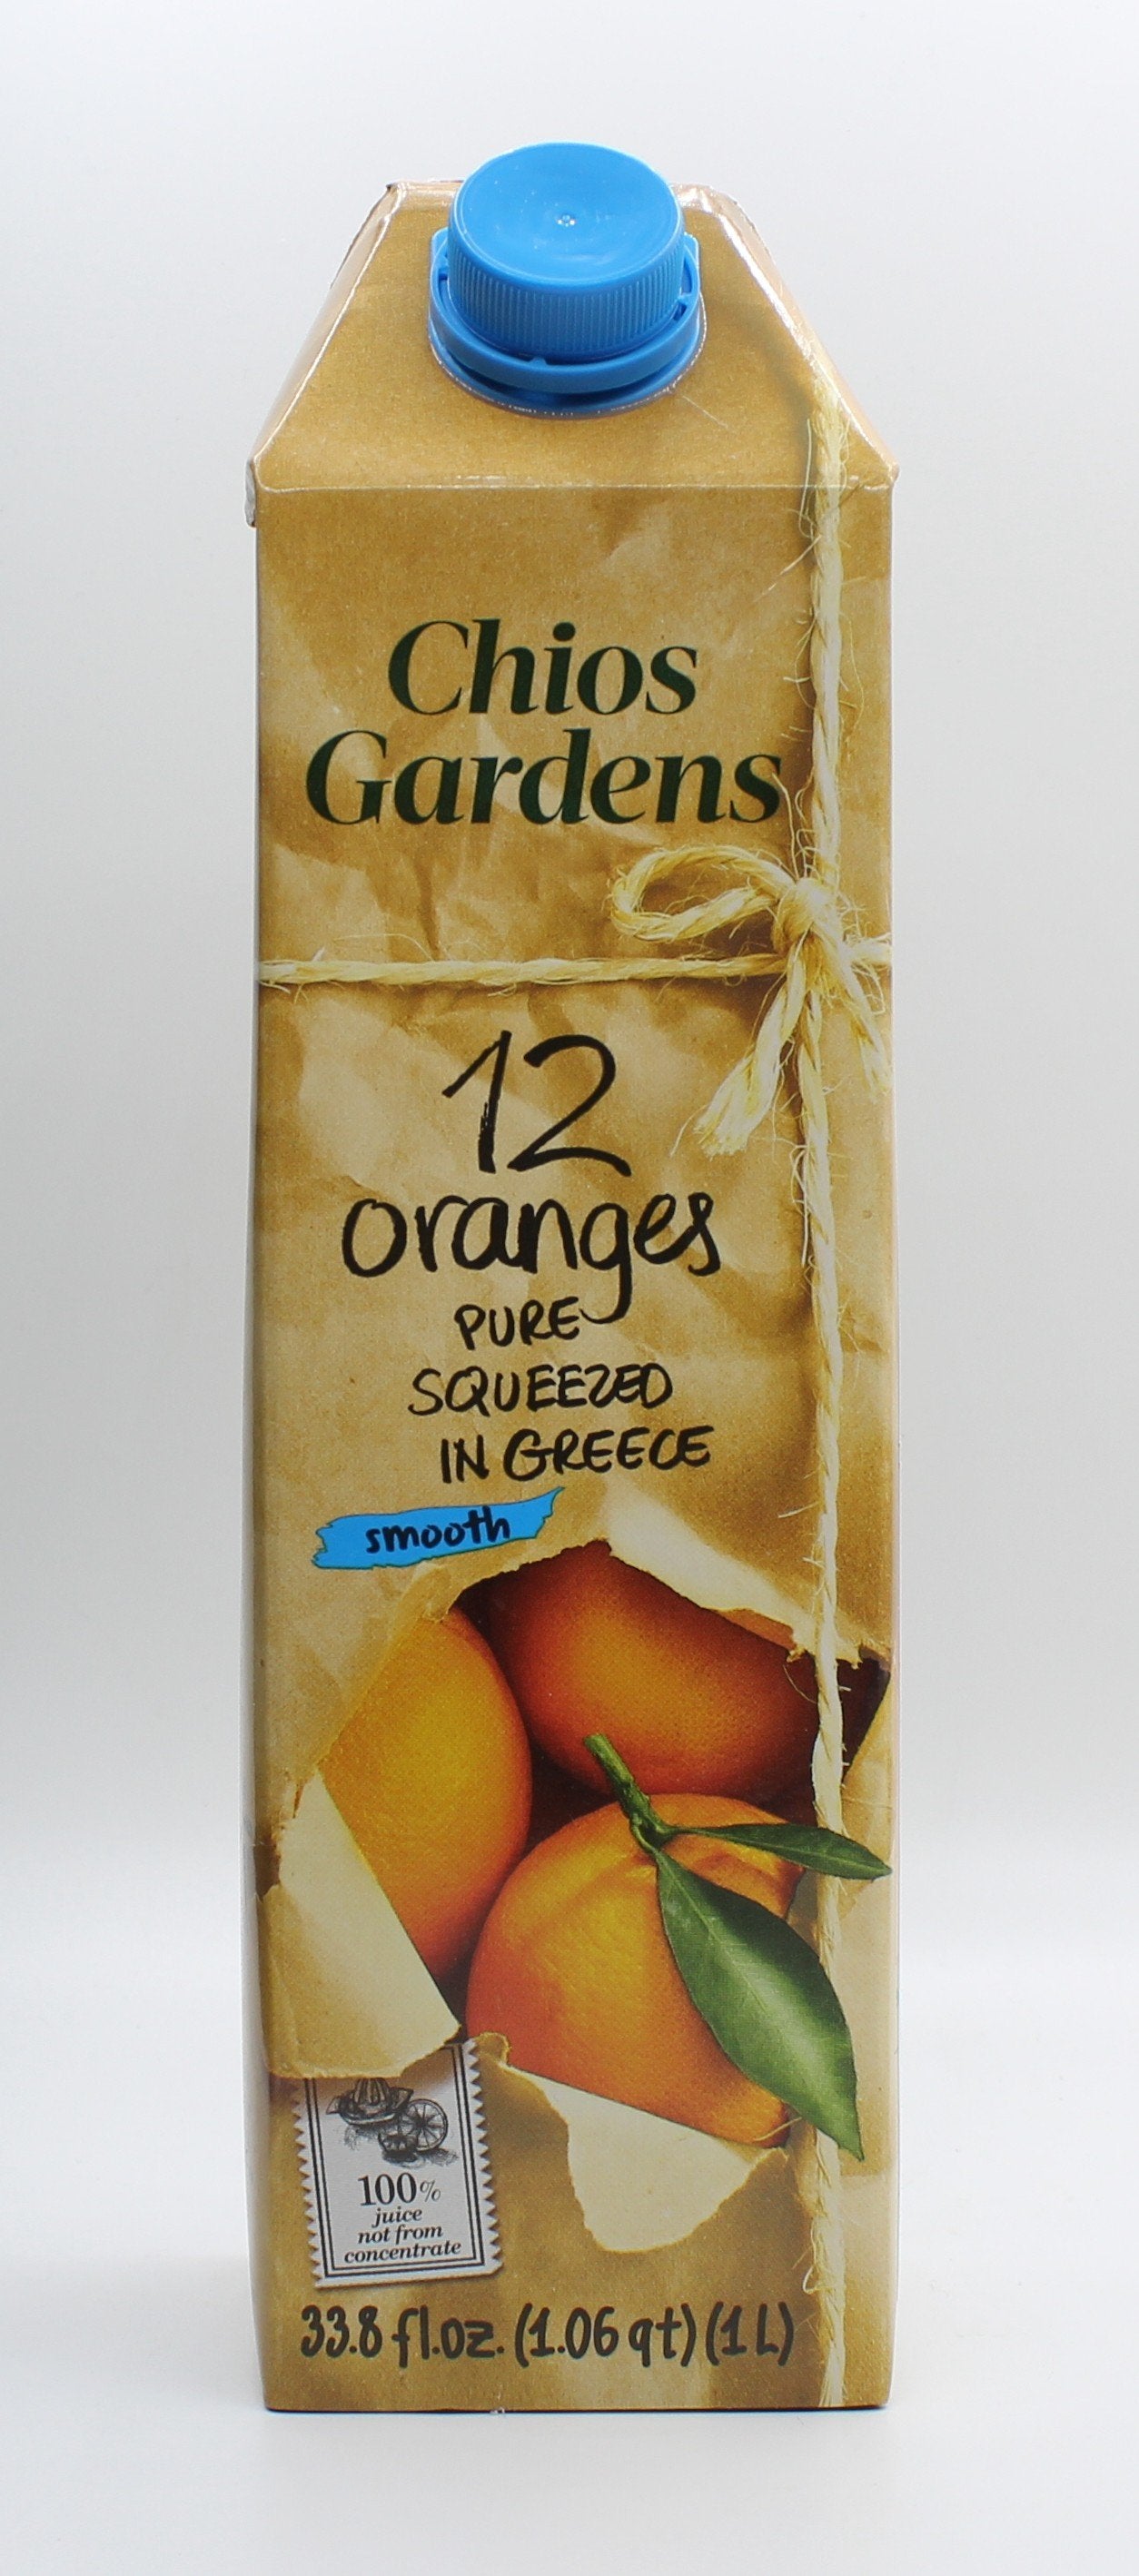 Chios
Gardens
12
oranges
PURE
SQUEEZED
IN GREECE
smooth
100%
juice
not from
concentrate
33.8 fl.oz. (1.06 qt) (1 L)